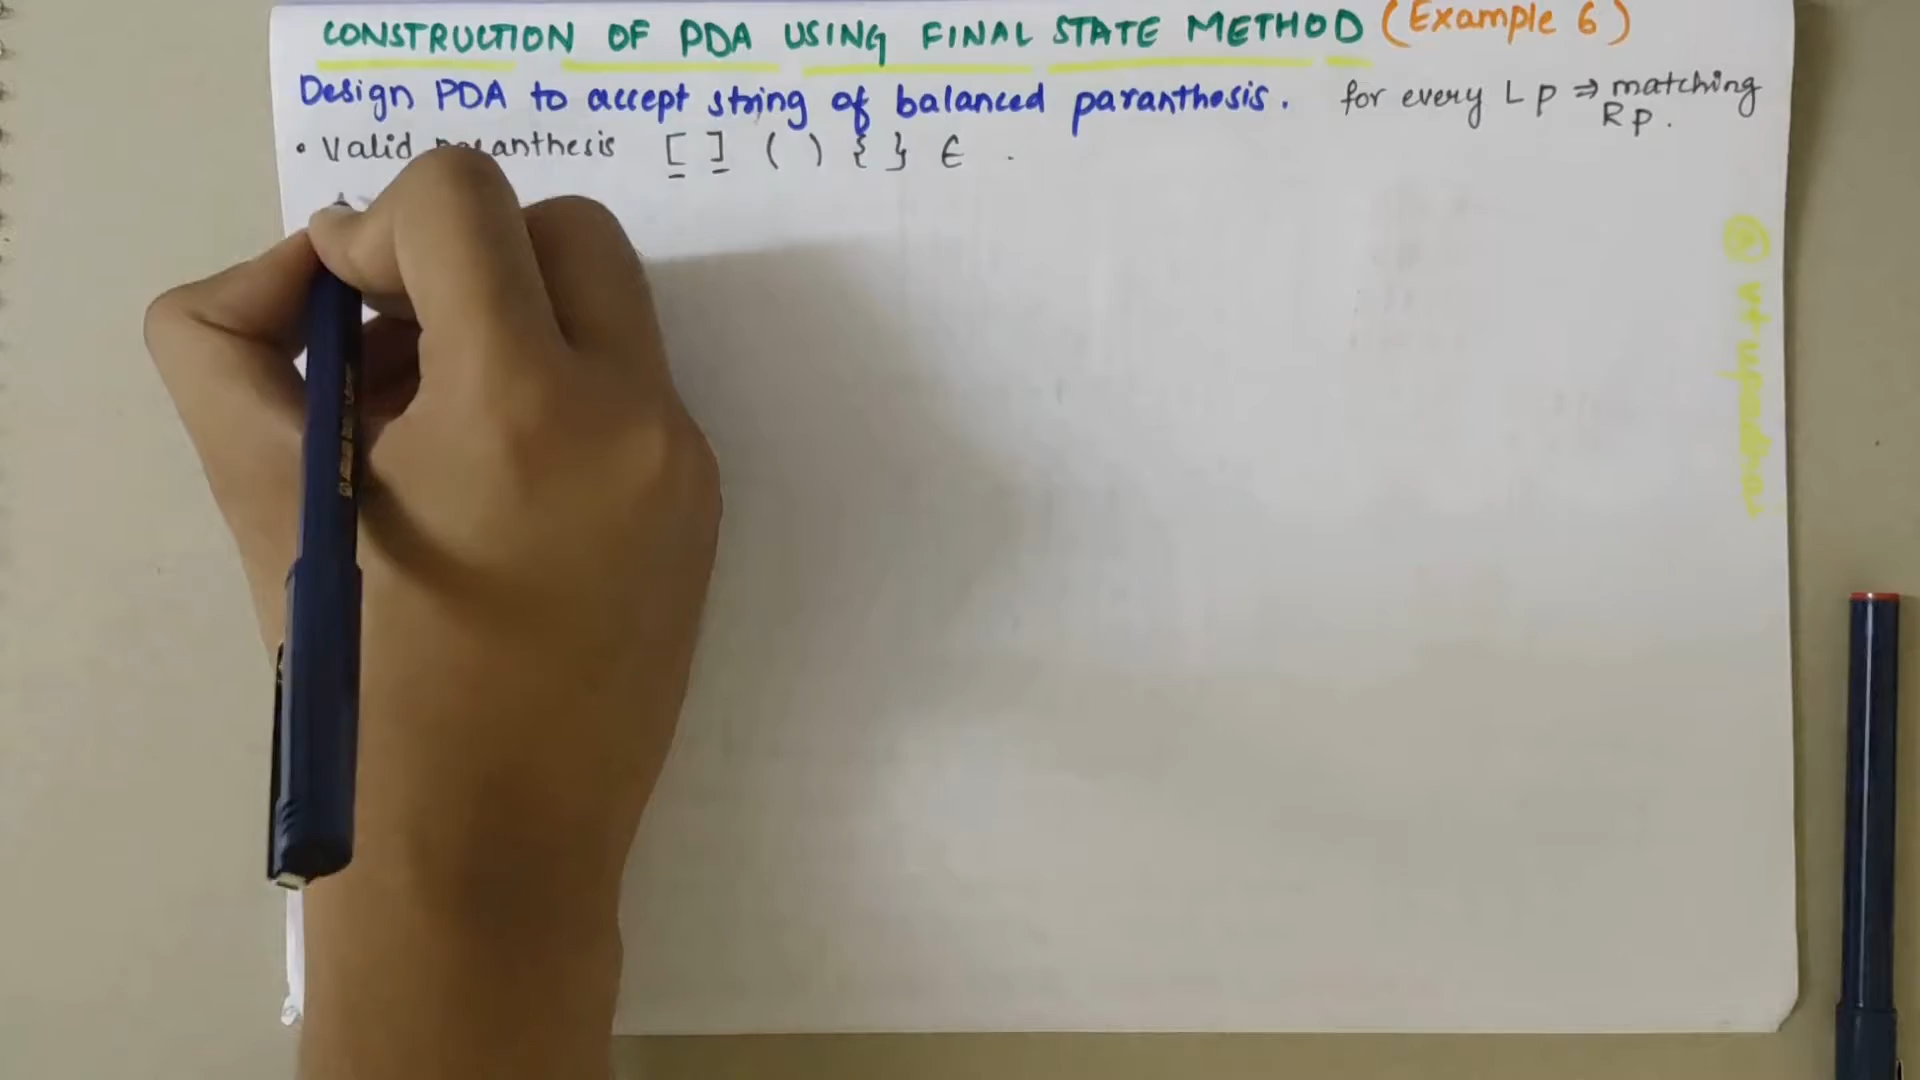 CONSTRUCTION OF PDA USING FINAL STATE METHOD (Example 6)
Design PDA to accept string of balanced paranthesis. for every Lp ⇒ matching
Rp.
• Valid paranthesis [ ] ( ) { } ϵ .